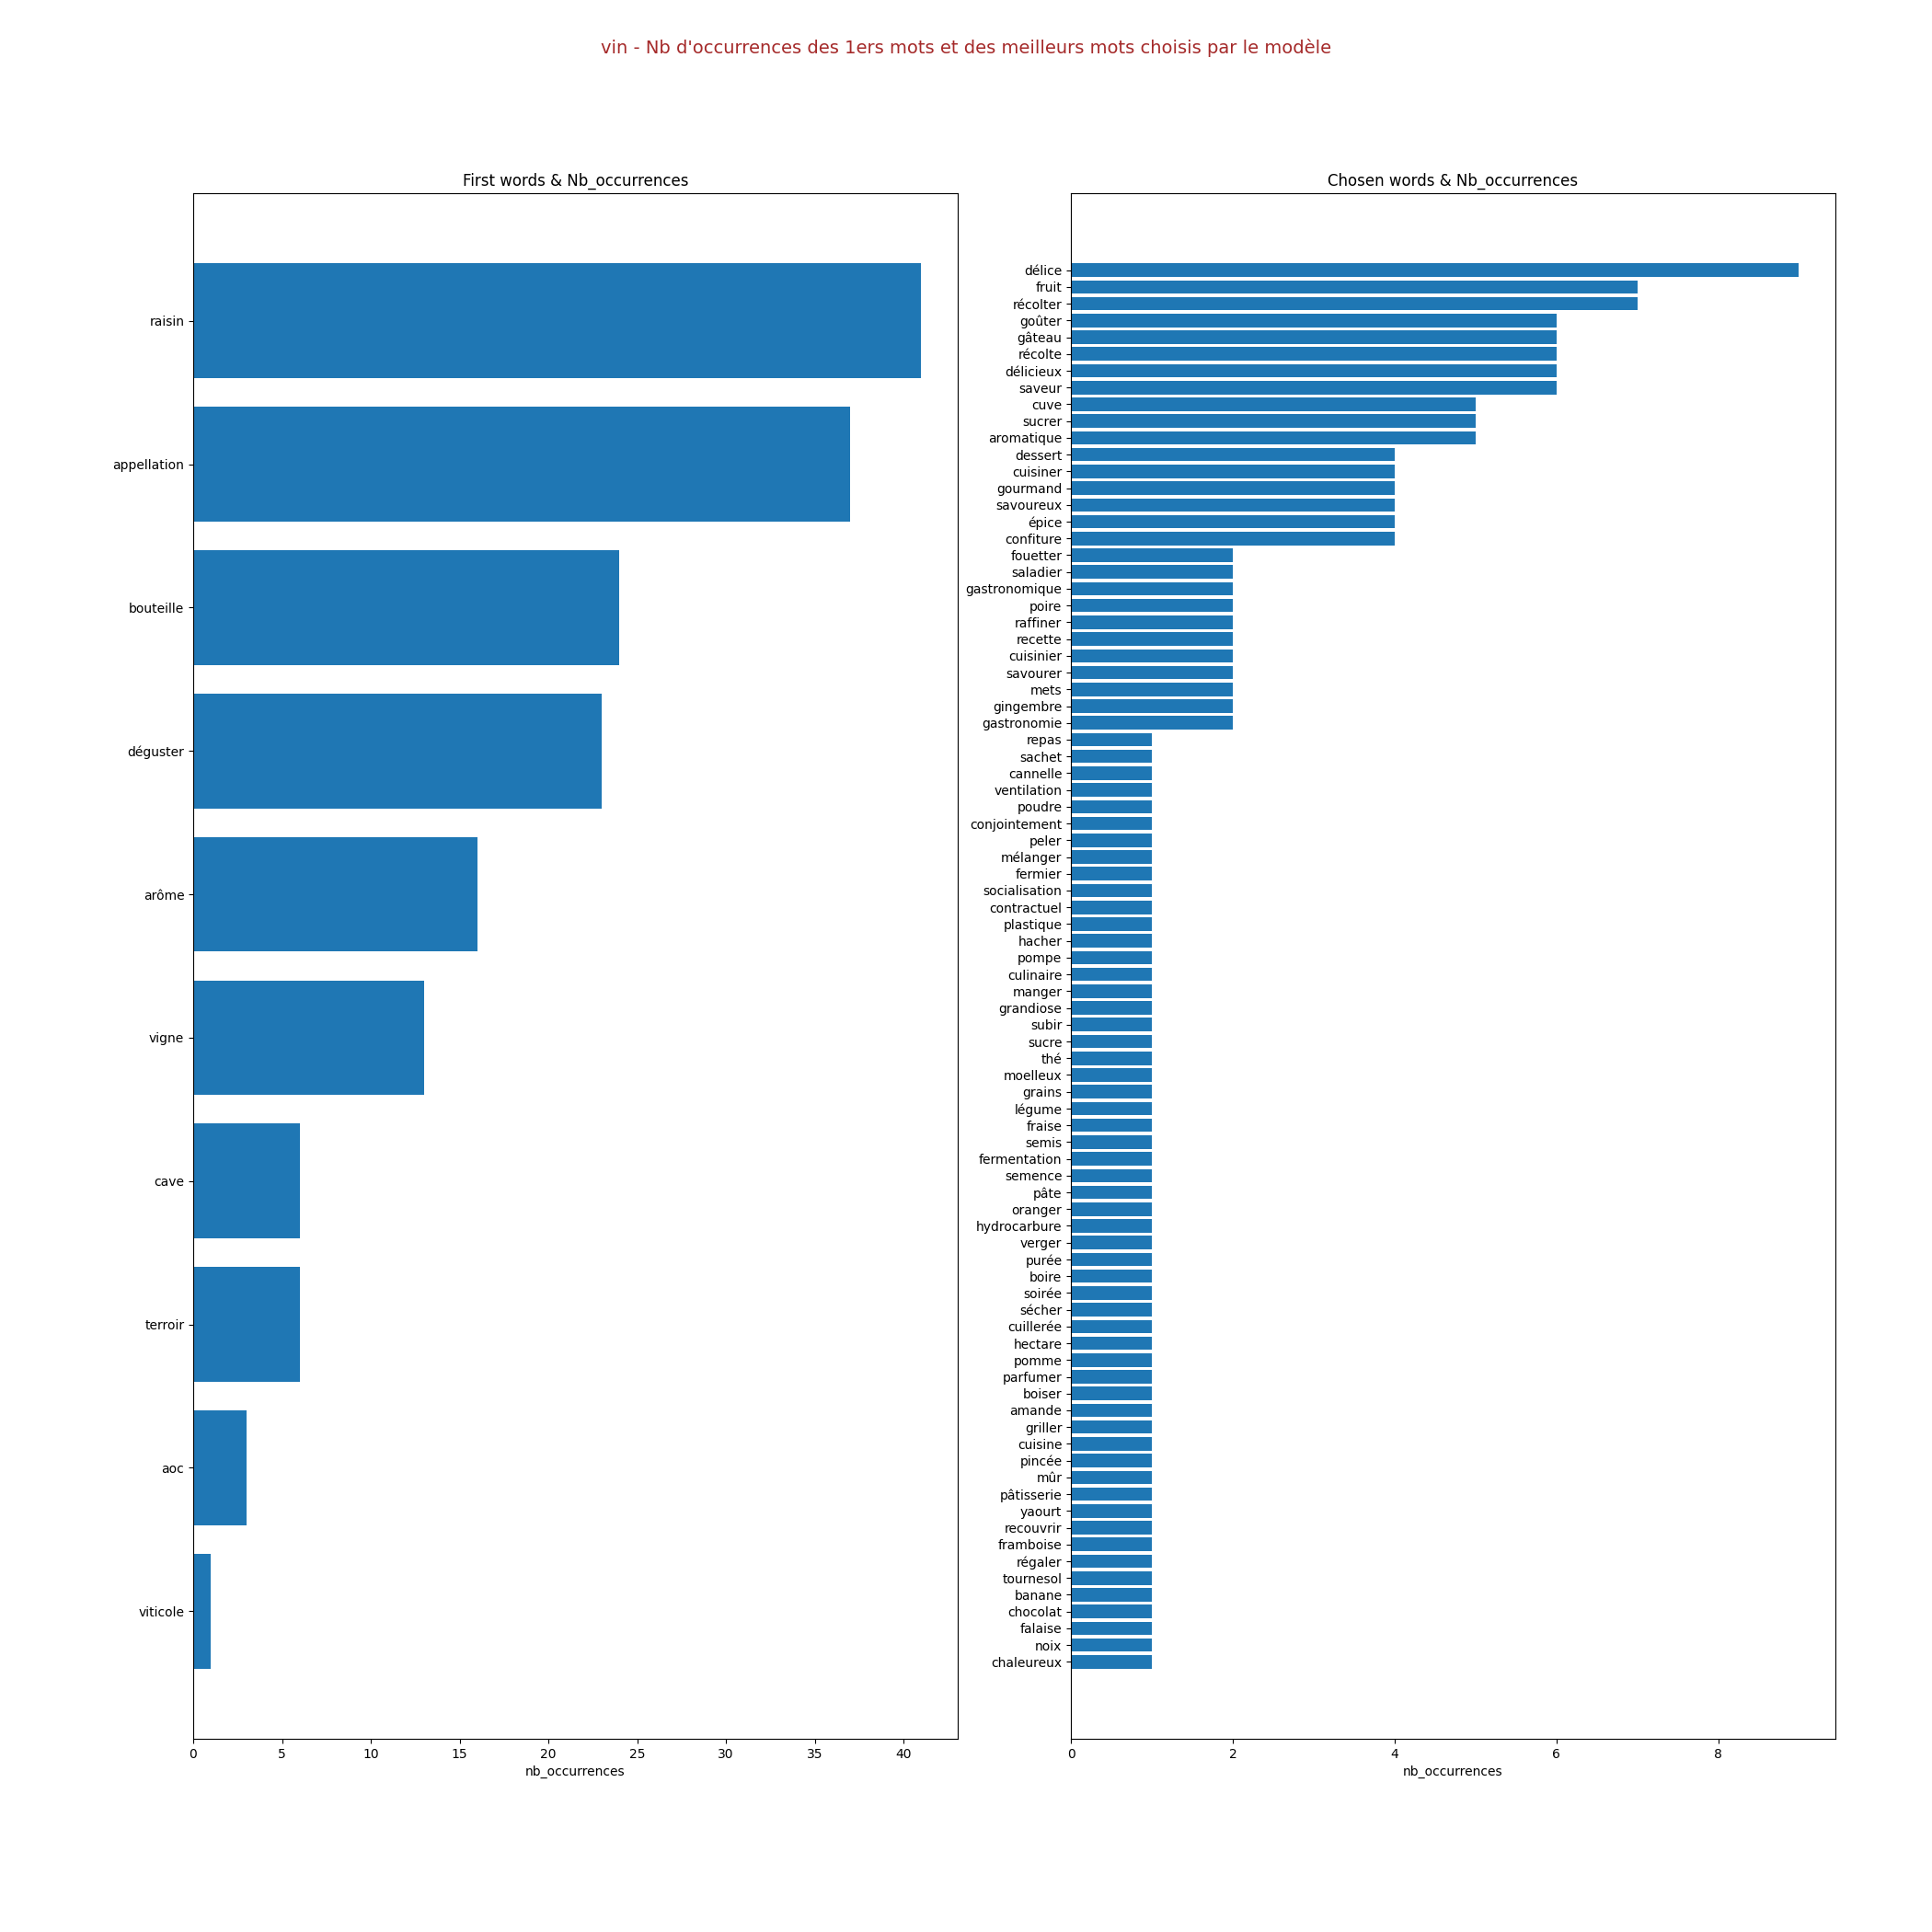 vin - Nb d'occurrences des 1ers mots et des meilleurs mots choisis par le modèle
First words & Nb_occurrences
raisin
appellation
bouteille
déguster
arôme
vigne
cave
terroir
aoc
viticole
0 5 10 15 20 25 30 35 40
nb_occurrences
Chosen words & Nb_occurrences
délice
fruit
récolter
goûter
gâteau
récolte
délicieux
saveur
cuve
sucrer
aromatique
dessert
cuisiner
gourmand
savoureux
épice
confiture
fouetter
saladier
gastronomique
poire
raffiner
recette
cuisinier
savourer
mets
gingembre
gastronomie
repas
sachet
cannelle
ventilation
poudre
conjointement
peler
mélanger
fermier
socialisation
contractuel
plastique
hacher
pompe
culinaire
manger
grandiose
subir
sucre
thé
moelleux
grains
légume
fraise
semis
fermentation
semence
pâte
oranger
hydrocarbure
verger
purée
boire
soirée
sécher
cuillerée
hectare
pomme
parfumer
boiser
amande
griller
cuisine
pincée
mûr
pâtisserie
yaourt
recouvrir
framboise
régaler
tournesol
banane
chocolat
falaise
noix
chaleureux
0 2 4 6 8
nb_occurrences